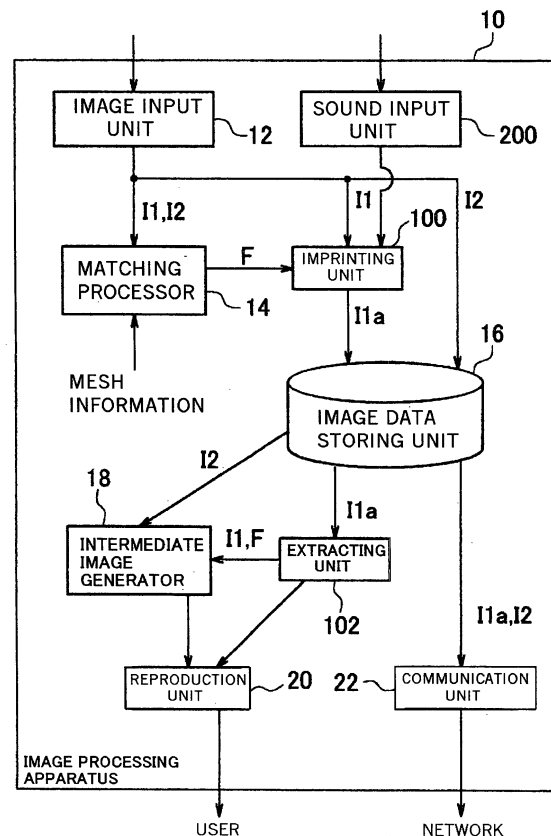 10
IMAGE INPUT
UNIT
12
SOUND INPUT
UNIT
200
I1,I2
I1
I2
100
MATCHING
PROCESSOR
14
F
IMPRINTING
UNIT
I1a
MESH
INFORMATION
16
IMAGE DATA
STORING UNIT
I2
18
I1a
INTERMEDIATE
IMAGE
GENERATOR
I1,F
EXTRACTING
UNIT
102
I1a,I2
REPRODUCTION
UNIT
20
22
COMMUNICATION
UNIT
IMAGE PROCESSING
APPARATUS
USER
NETWORK